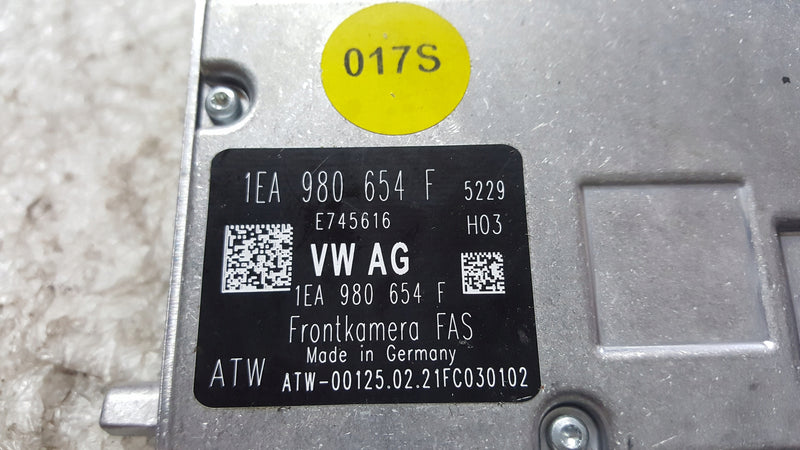 017S
1EA 980 654 F 5229
E745616 H03
VW AG
1EA 980 654 F
Frontkamera FAS
Made in Germany
ATW ATW-00125.02.21FC030102